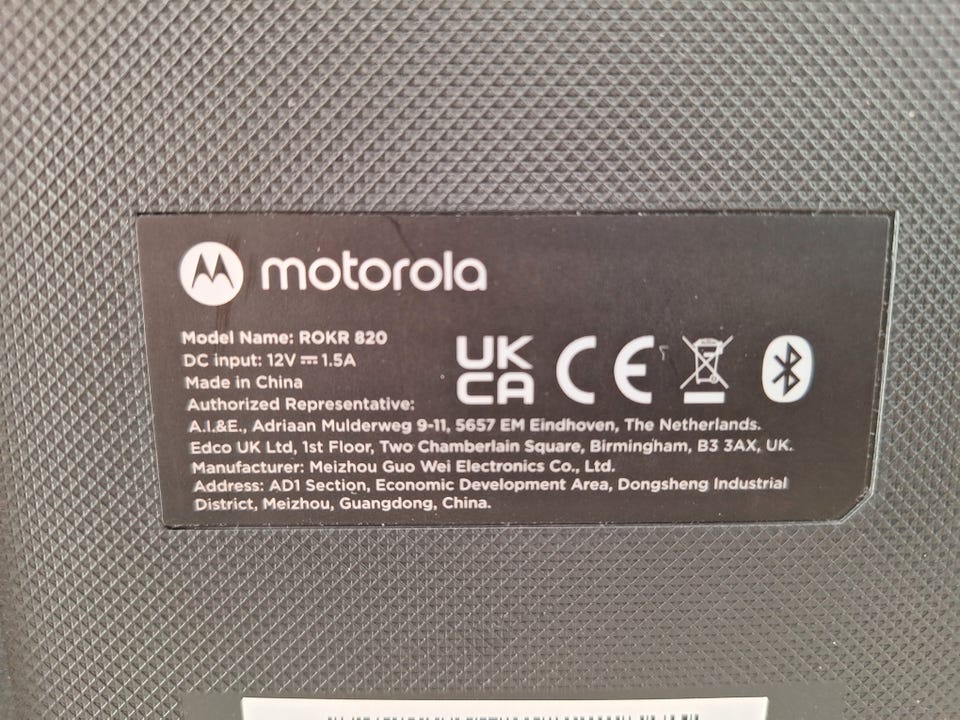 motorola
Model Name: ROKR 820
DC input: 12V ⎓ 1.5A
Made in China
Authorized Representative:
A.I.&E., Adriaan Mulderweg 9-11, 5657 EM Eindhoven, The Netherlands.
Edco UK Ltd, 1st Floor, Two Chamberlain Square, Birmingham, B3 3AX, UK.
Manufacturer: Meizhou Guo Wei Electronics Co., Ltd.
Address: AD1 Section, Economic Development Area, Dongsheng Industrial
District, Meizhou, Guangdong, China.
UK
CA
CE